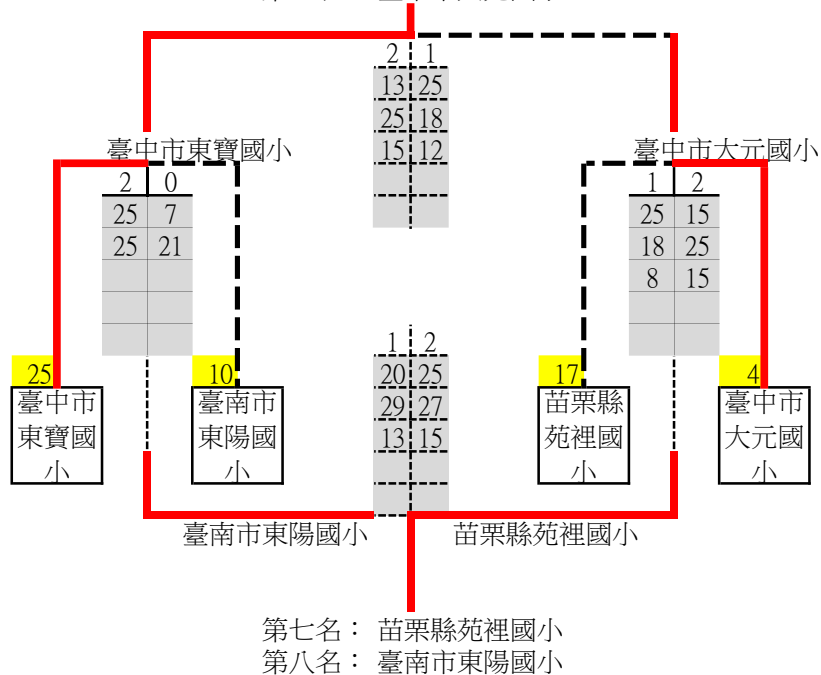 2 1
13 25
25 18
15 12
臺中市東寶國小
臺中市大元國小
2 0
25 7
25 21
1 2
25 15
18 25
8 15
1 2
20 25
29 27
13 15
25
臺中市
東寶國
小
10
臺南市
東陽國
小
17
苗栗縣
苑裡國
小
4
臺中市
大元國
小
臺南市東陽國小
苗栗縣苑裡國小
第七名： 苗栗縣苑裡國小
第八名： 臺南市東陽國小